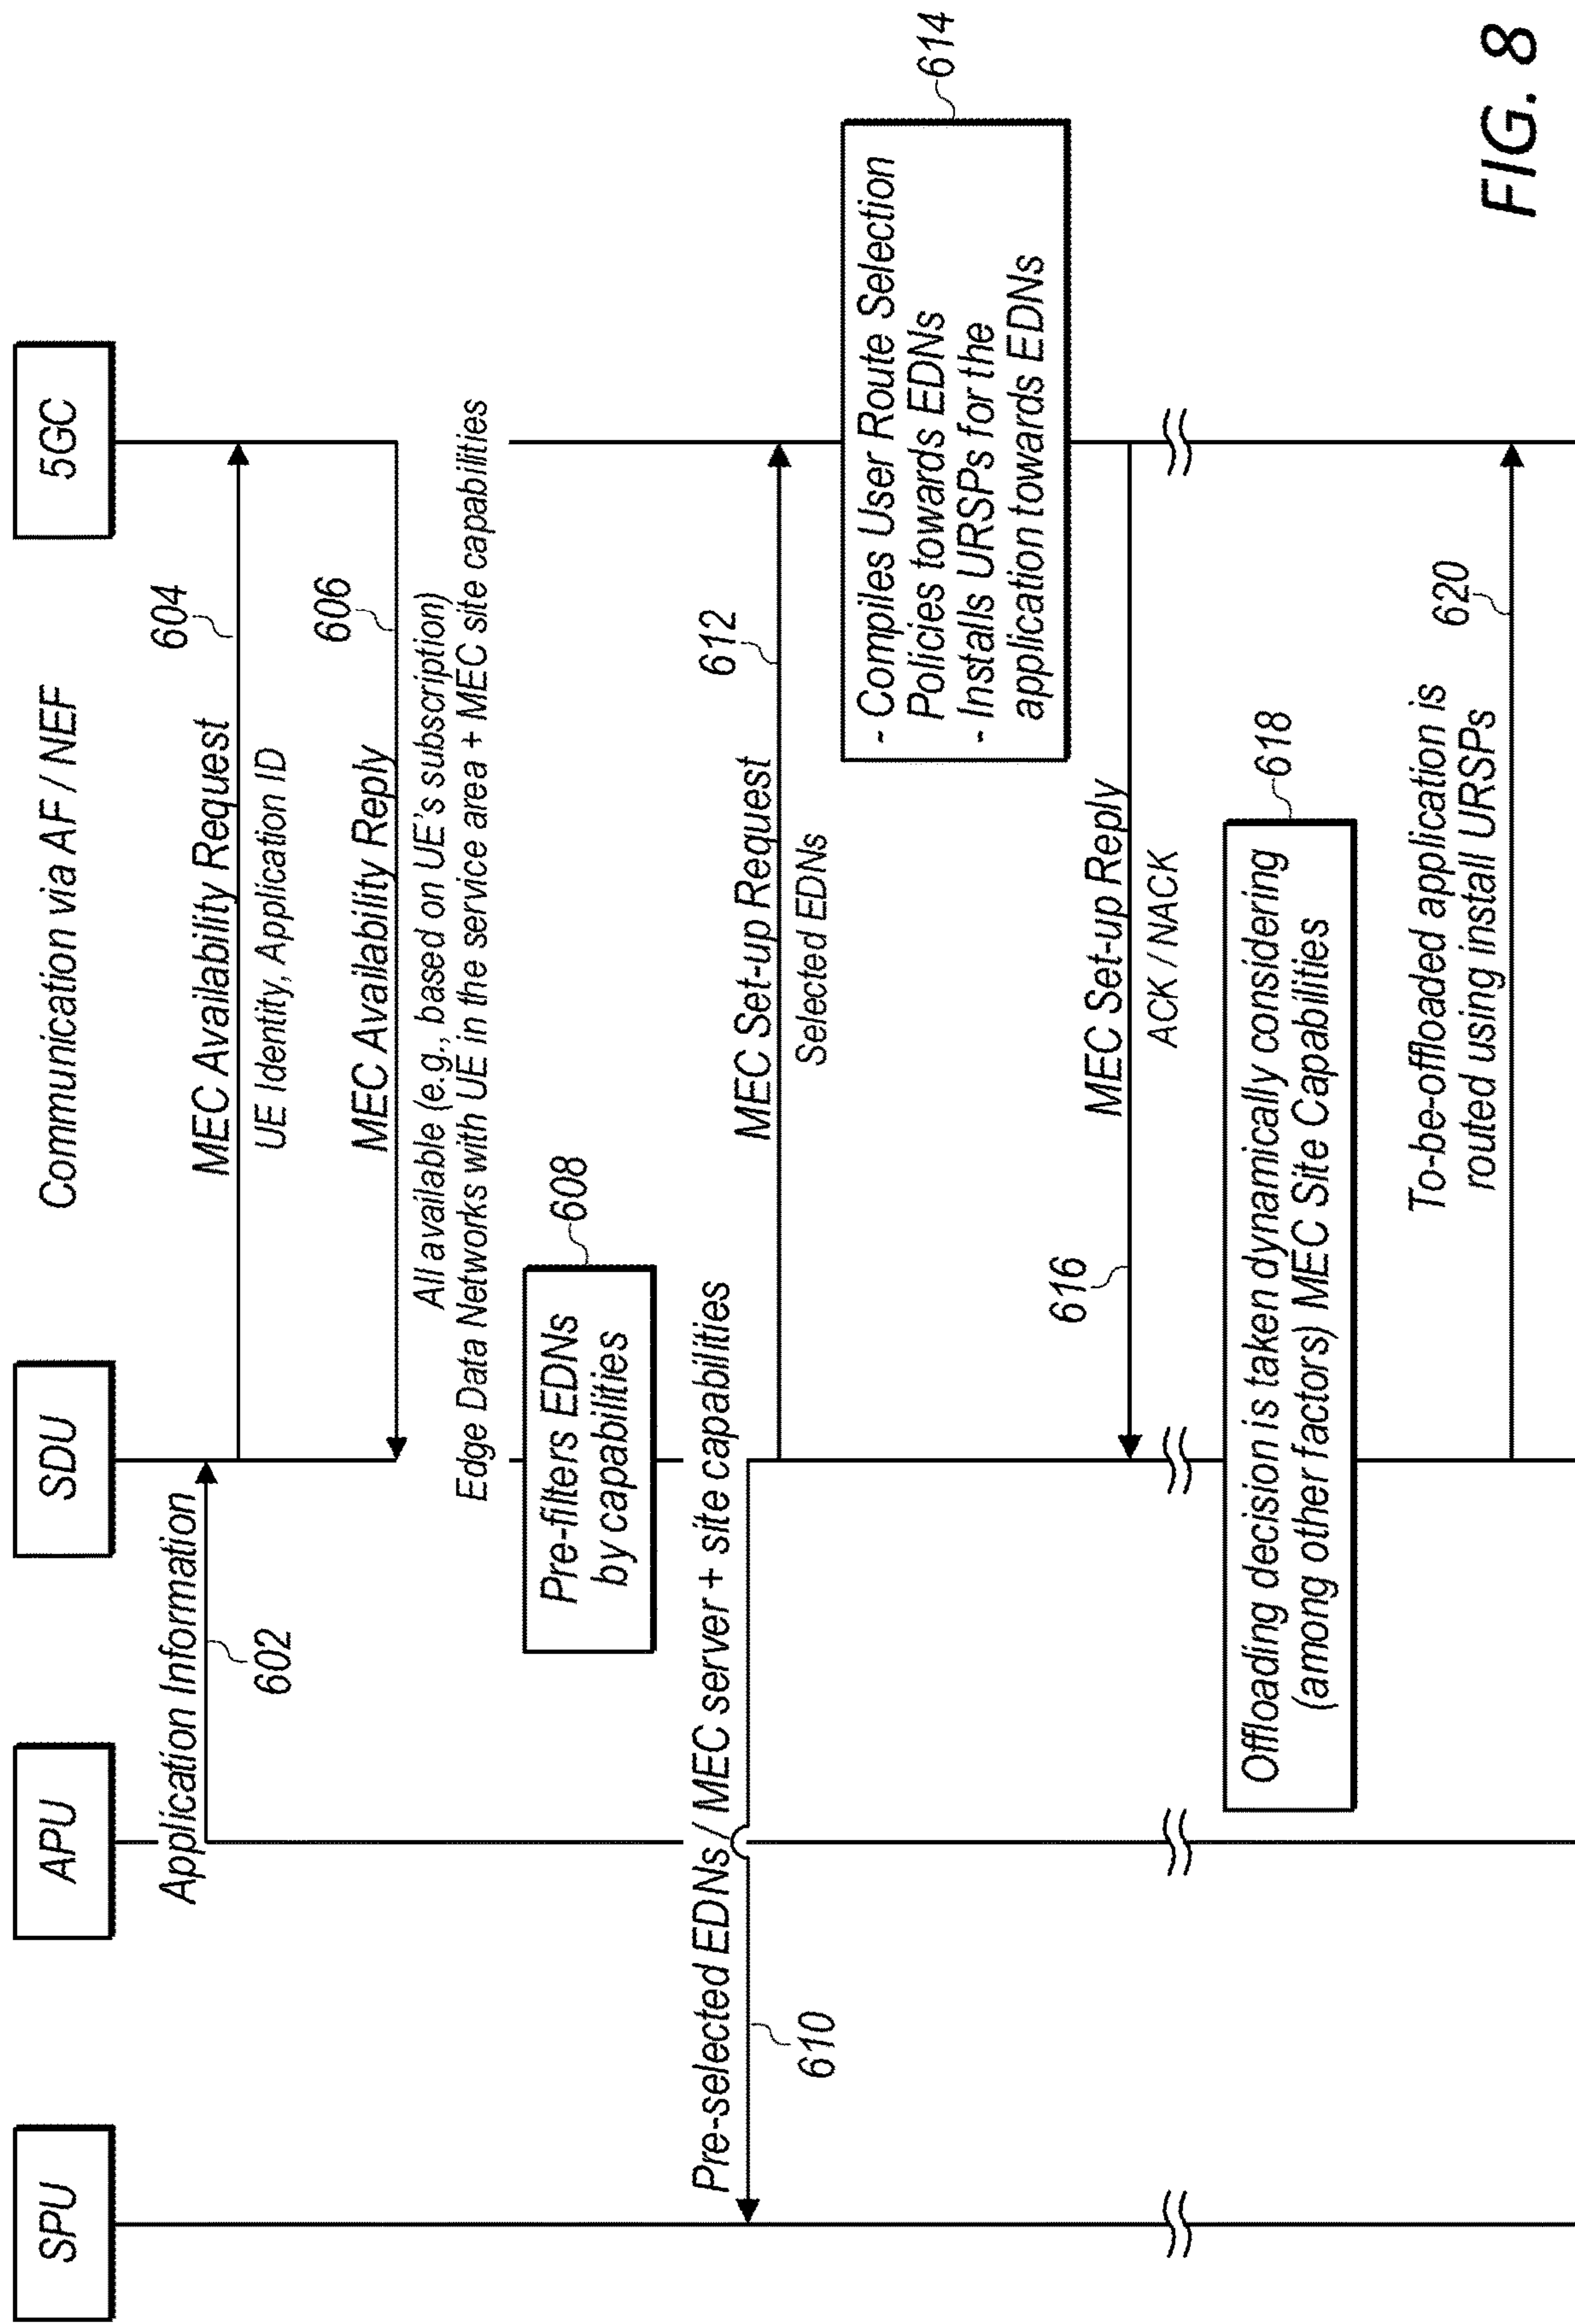 SPU
APU
SDU
Communication via AF / NEF
5GC
Application Information
602
MEC Availability Request
604
UE Identity, Application ID
MEC Availability Reply
606
All available (e.g., based on UE's subscription)
Edge Data Networks with UE in the service area + MEC site capabilities
Pre-filters EDNs
by capabilities
608
Pre-selected EDNs / MEC server + site capabilities
610
MEC Set-up Request
612
Selected EDNs
- Compiles User Route Selection
Policies towards EDNs
- Installs URSPs for the
application towards EDNs
614
MEC Set-up Reply
616
ACK / NACK
Offloading decision is taken dynamically considering
(among other factors) MEC Site Capabilities
618
To-be-offloaded application is
routed using install URSPs
620
FIG. 8